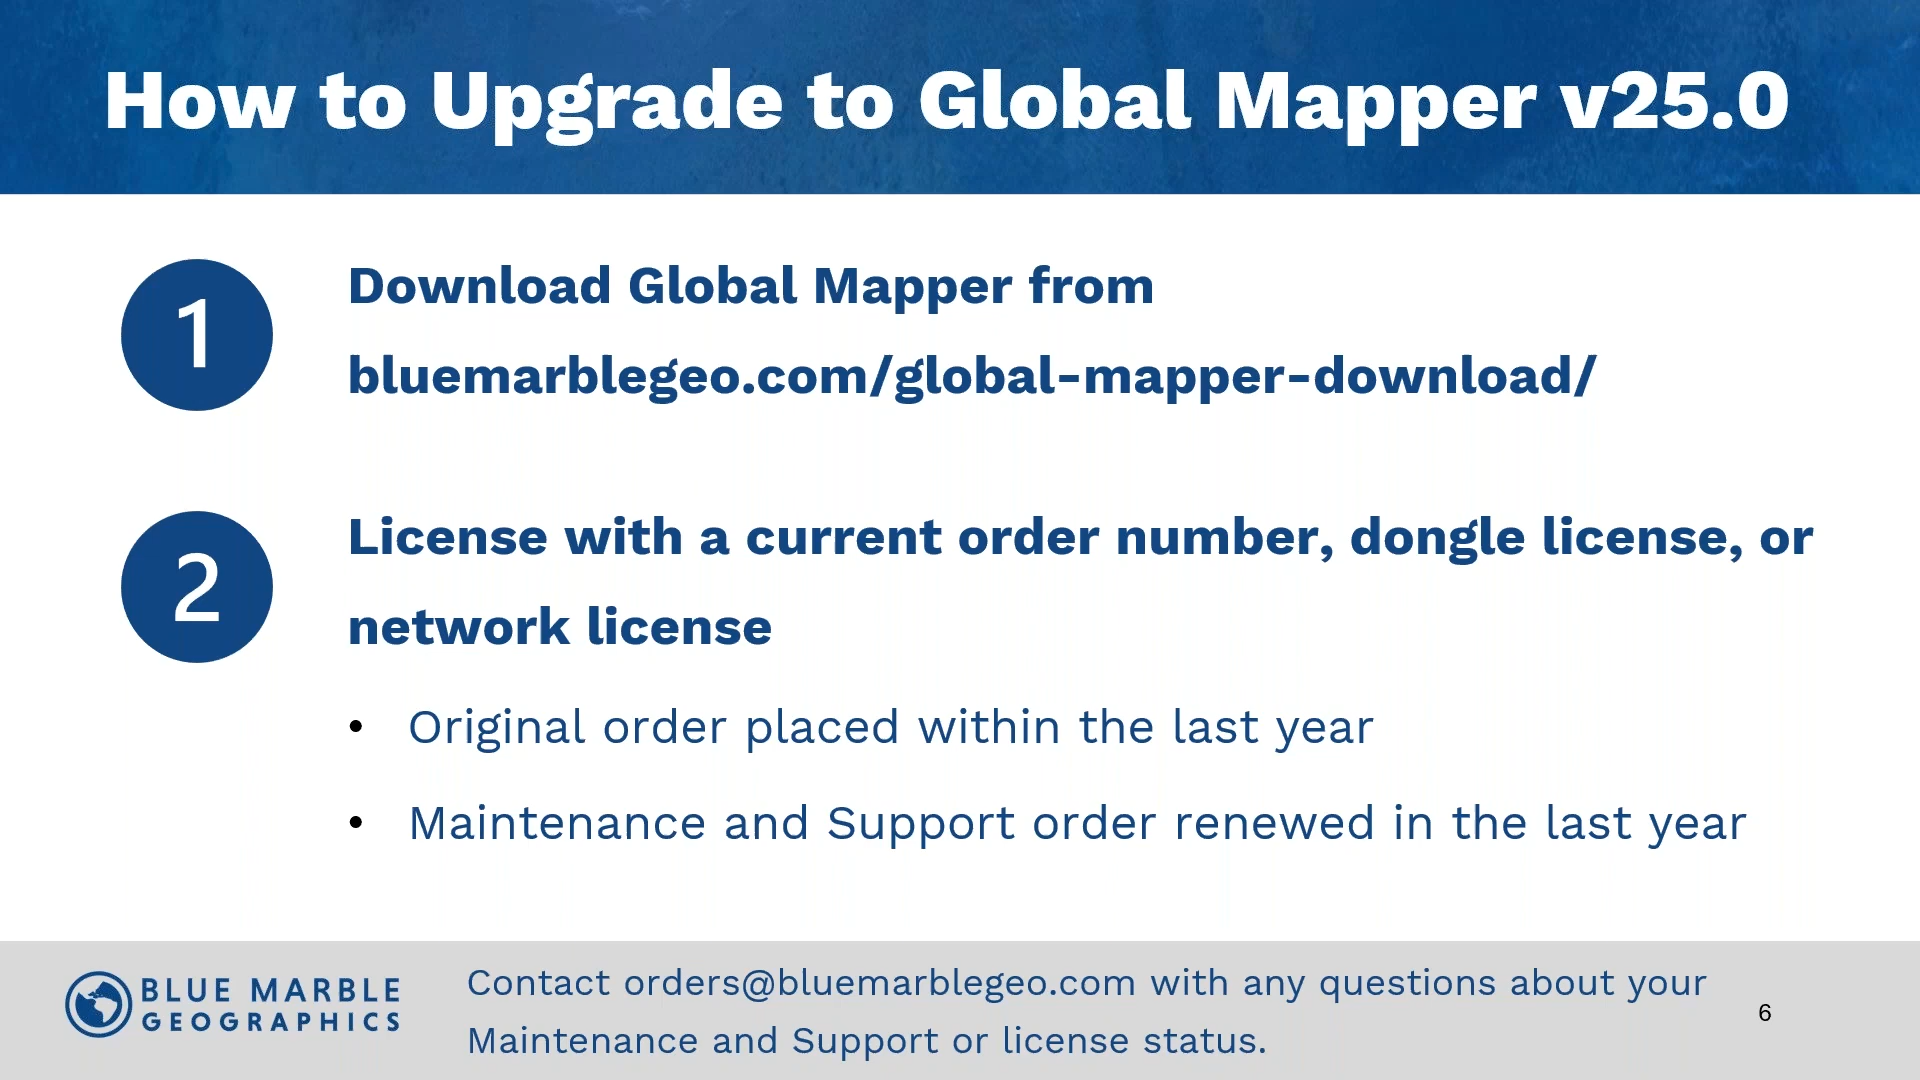 How to Upgrade to Global Mapper v25.0
1
Download Global Mapper from
bluemarblegeo.com/global-mapper-download/
2
License with a current order number, dongle license, or
network license
• Original order placed within the last year
• Maintenance and Support order renewed in the last year
BLUE MARBLE
GEOGRAPHICS
Contact orders@bluemarblegeo.com with any questions about your
Maintenance and Support or license status.
6